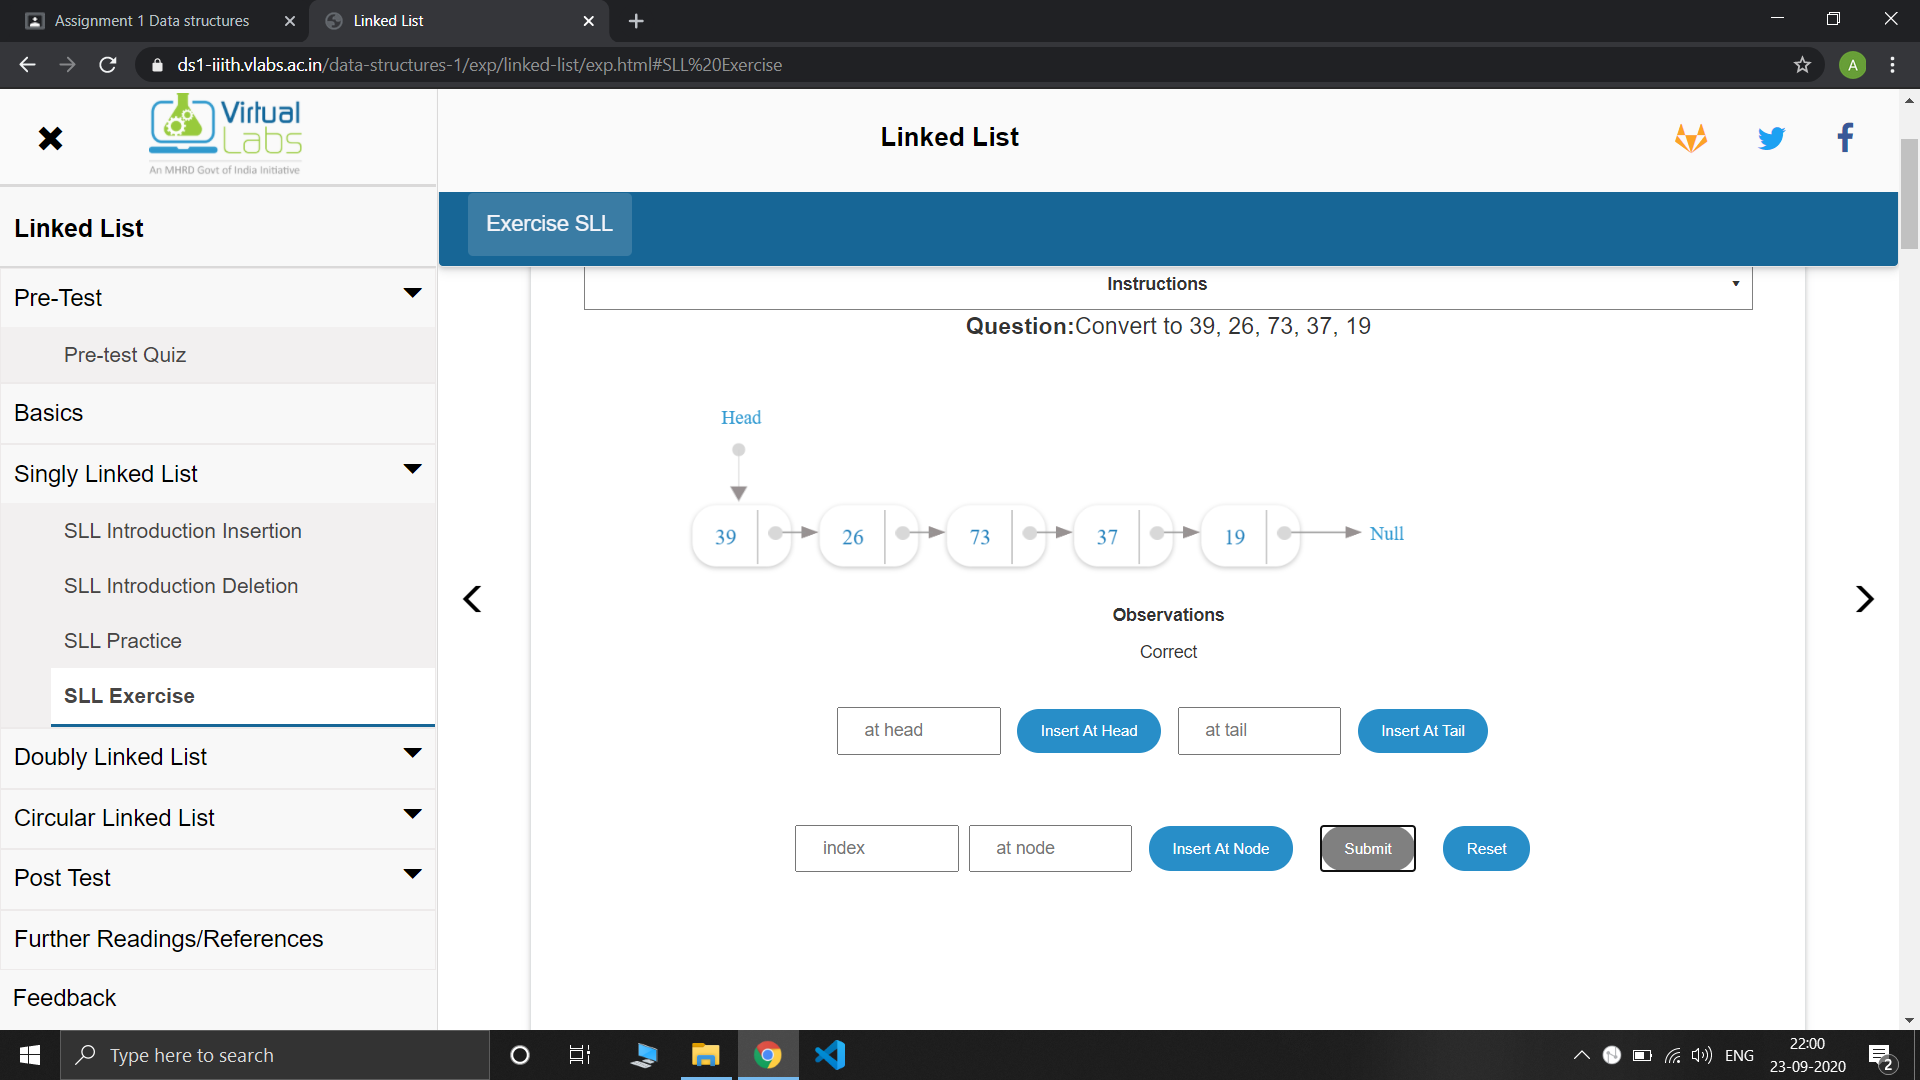 Assignment 1 Data structures
Linked List
ds1-iiith.vlabs.ac.in/data-structures-1/exp/linked-list/exp.html#SLL%20Exercise
A
Virtual
Labs
An MHRD Govt of India Initiative
Linked List
Linked List
Exercise SLL
Pre-Test
Pre-test Quiz
Basics
Singly Linked List
SLL Introduction Insertion
SLL Introduction Deletion
SLL Practice
SLL Exercise
Doubly Linked List
Circular Linked List
Post Test
Further Readings/References
Feedback
Instructions
Question:Convert to 39, 26, 73, 37, 19
Head
39 26 73 37 19 Null
Observations
Correct
at head Insert At Head at tail Insert At Tail
index at node Insert At Node Submit Reset
Type here to search
ENG
22:00
23-09-2020
2